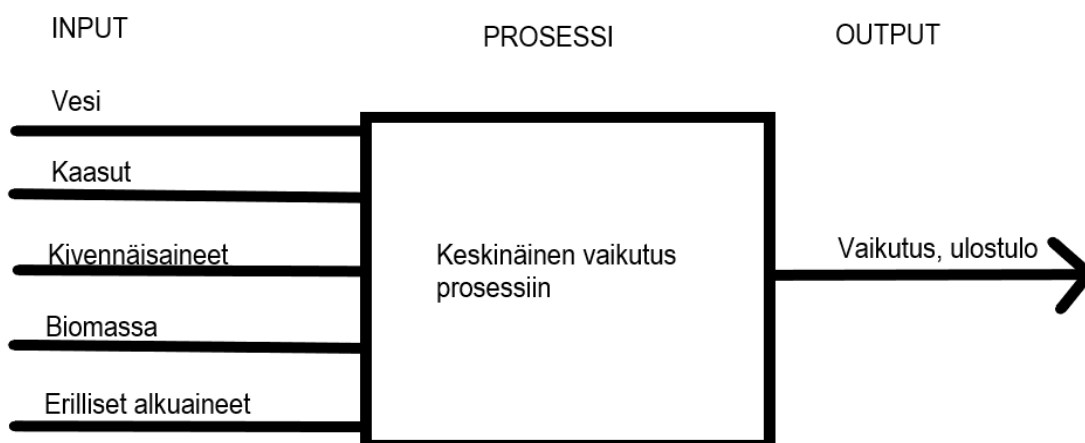 INPUT
PROSESSI
OUTPUT
Vesi
Kaasut
Kivennäisaineet
Biomassa
Erilliset alkuaineet
Keskinäinen vaikutus
prosessiin
Vaikutus, ulostulo